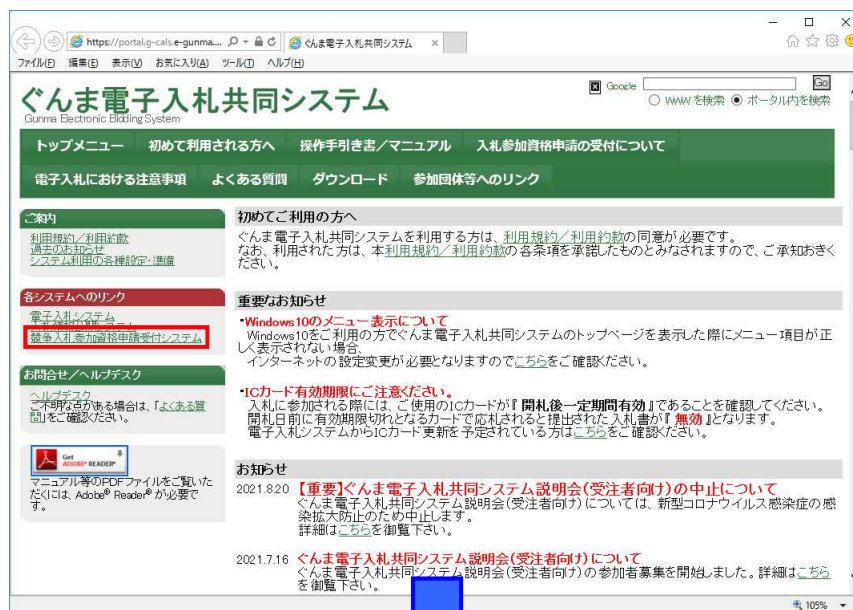 https://portal.g-cals.e-gunma....
ぐんま電子入札共同システム
ファイル(F) 編集(E) 表示(V) お気に入り(A) ツール(T) ヘルプ(H)
ぐんま電子入札共同システム
Gunma Electronic Bidding System
Google
Go
WWW を検索 ポータル内を検索
トップメニュー 初めて利用される方へ 操作手引き書／マニュアル 入札参加資格申請の受付について
電子入札における注意事項 よくある質問 ダウンロード 参加団体等へのリンク
ご案内
利用規約／利用約款
過去のお知らせ
システム利用の各種設定・準備
各システムへのリンク
電子入札システム
競争入札参加資格申請受付システム
お問合せ／ヘルプデスク
ヘルプデスク
ご不明な点がある場合は、「よくある質
問」をご確認ください。
Get
ADOBE® READER®
マニュアル等のPDFファイルをご覧いた
だくには、Adobe® Reader® が必要で
す。
初めてご利用の方へ
ぐんま電子入札共同システムを利用する方は、利用規約／利用約款の同意が必要です。
なお、利用された方は、本利用規約／利用約款の各条項を承諾したものとみなされますので、ご承知おきく
ださい。
重要なお知らせ
・Windows10のメニュー表示について
Windows10をご利用の方でぐんま電子入札共同システムのトップページを表示した際にメニュー項目が正
しく表示されない場合、
インターネットの設定変更が必要となりますのでこちらをご確認ください。
・ICカード有効期限にご注意ください。
入札に参加される際には、ご使用のICカードが『 開札後一定期間有効 』であることを確認してください。
開札日前に有効期限切れとなるカードで応札されると提出された入札書が『 無効 』となります。
電子入札システムからICカード更新を予定されている方はこちらをご確認ください。
お知らせ
2021.8.20 【重要】ぐんま電子入札共同システム説明会(受注者向け)の中止について
ぐんま電子入札共同システム説明会(受注者向け)については、新型コロナウイルス感染症の感
染拡大防止のため中止します。
詳細はこちらを御覧下さい。
2021.7.16 ぐんま電子入札共同システム説明会(受注者向け)について
ぐんま電子入札共同システム説明会(受注者向け)の参加者募集を開始しました。詳細はこちら
を御覧下さい。
105%